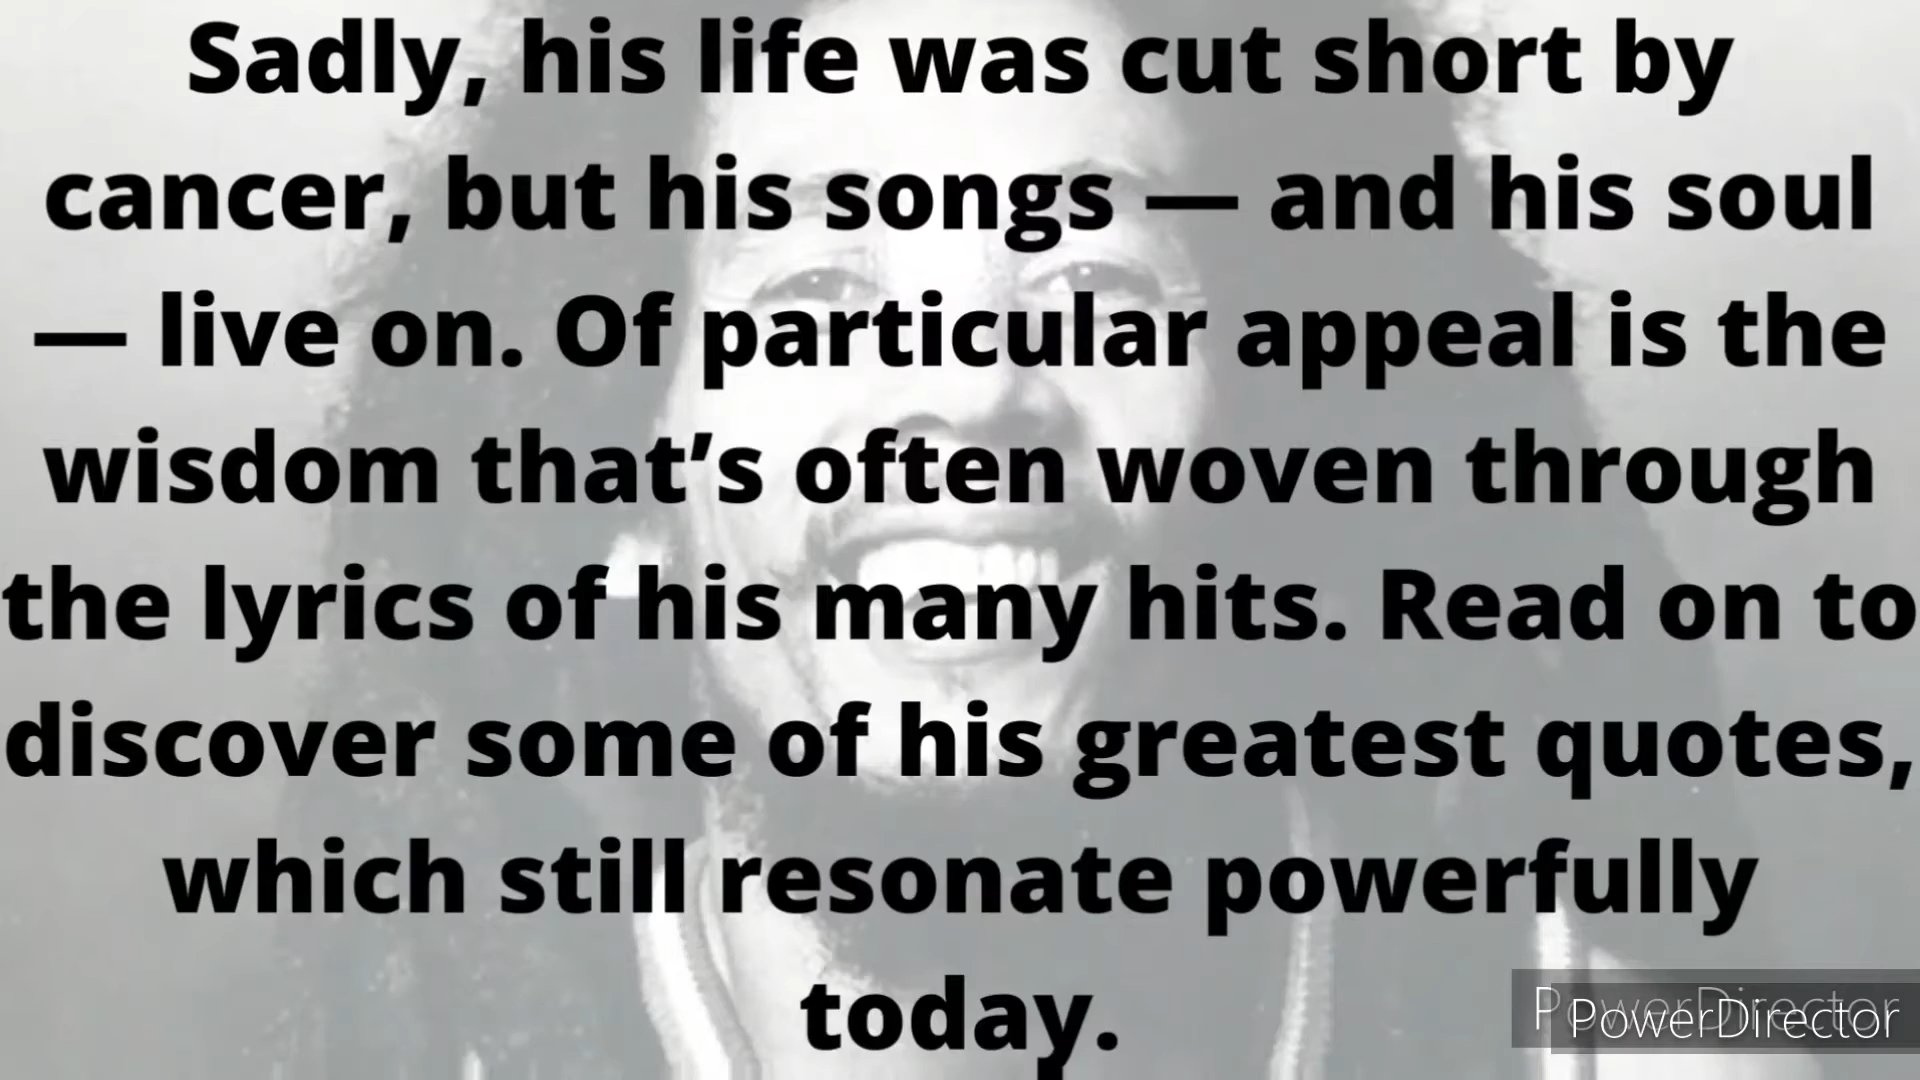 Sadly, his life was cut short by
cancer, but his songs — and his soul
— live on. Of particular appeal is the
wisdom that’s often woven through
the lyrics of his many hits. Read on to
discover some of his greatest quotes,
which still resonate powerfully
today.
PowerDirector
PowerDirector